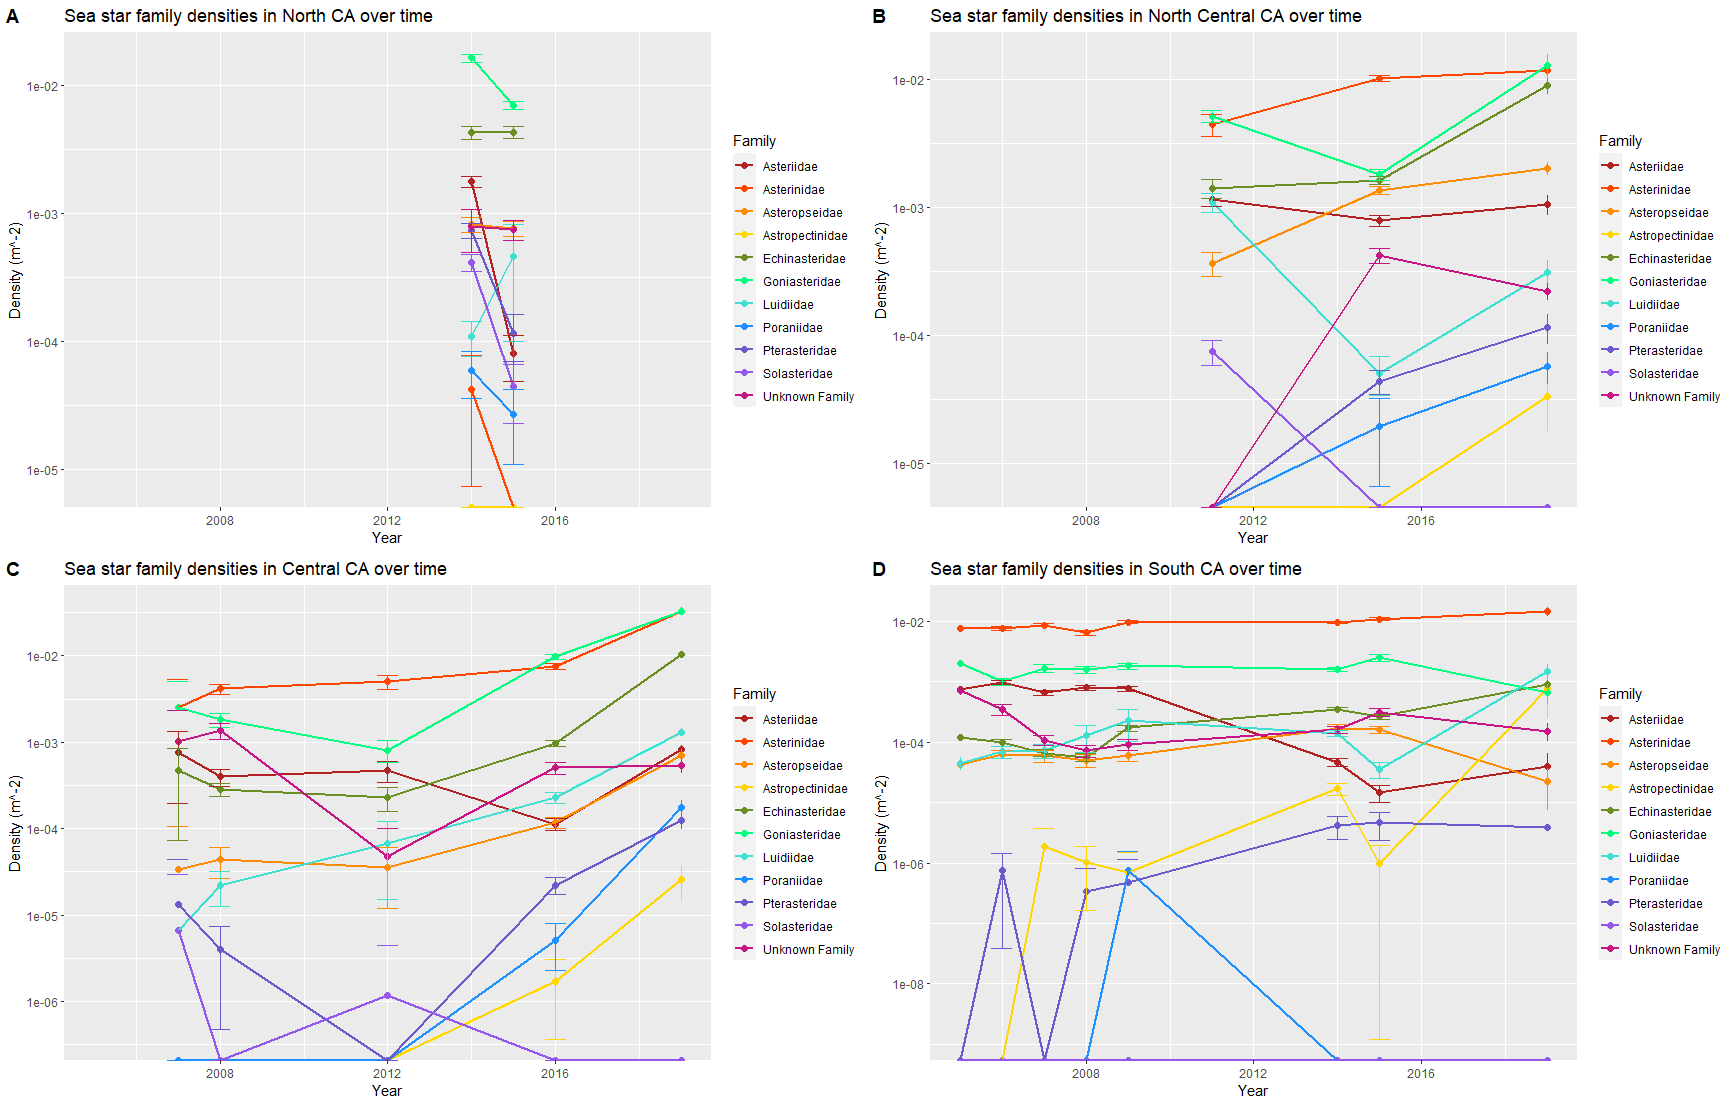 A Sea star family densities in North CA over time
Density (m^-2)
1e-02
1e-03
1e-04
1e-05
2008 2012 2016
Year
Family
Asteriidae
Asterinidae
Asteropseidae
Astropectinidae
Echinasteridae
Goniasteridae
Luidiidae
Poraniidae
Pterasteridae
Solasteridae
Unknown Family
B Sea star family densities in North Central CA over time
Density (m^-2)
1e-02
1e-03
1e-04
1e-05
2008 2012 2016
Year
Family
Asteriidae
Asterinidae
Asteropseidae
Astropectinidae
Echinasteridae
Goniasteridae
Luidiidae
Poraniidae
Pterasteridae
Solasteridae
Unknown Family
C Sea star family densities in Central CA over time
Density (m^-2)
1e-02
1e-03
1e-04
1e-05
1e-06
2008 2012 2016
Year
Family
Asteriidae
Asterinidae
Asteropseidae
Astropectinidae
Echinasteridae
Goniasteridae
Luidiidae
Poraniidae
Pterasteridae
Solasteridae
Unknown Family
D Sea star family densities in South CA over time
Density (m^-2)
1e-02
1e-04
1e-06
1e-08
2008 2012 2016
Year
Family
Asteriidae
Asterinidae
Asteropseidae
Astropectinidae
Echinasteridae
Goniasteridae
Luidiidae
Poraniidae
Pterasteridae
Solasteridae
Unknown Family